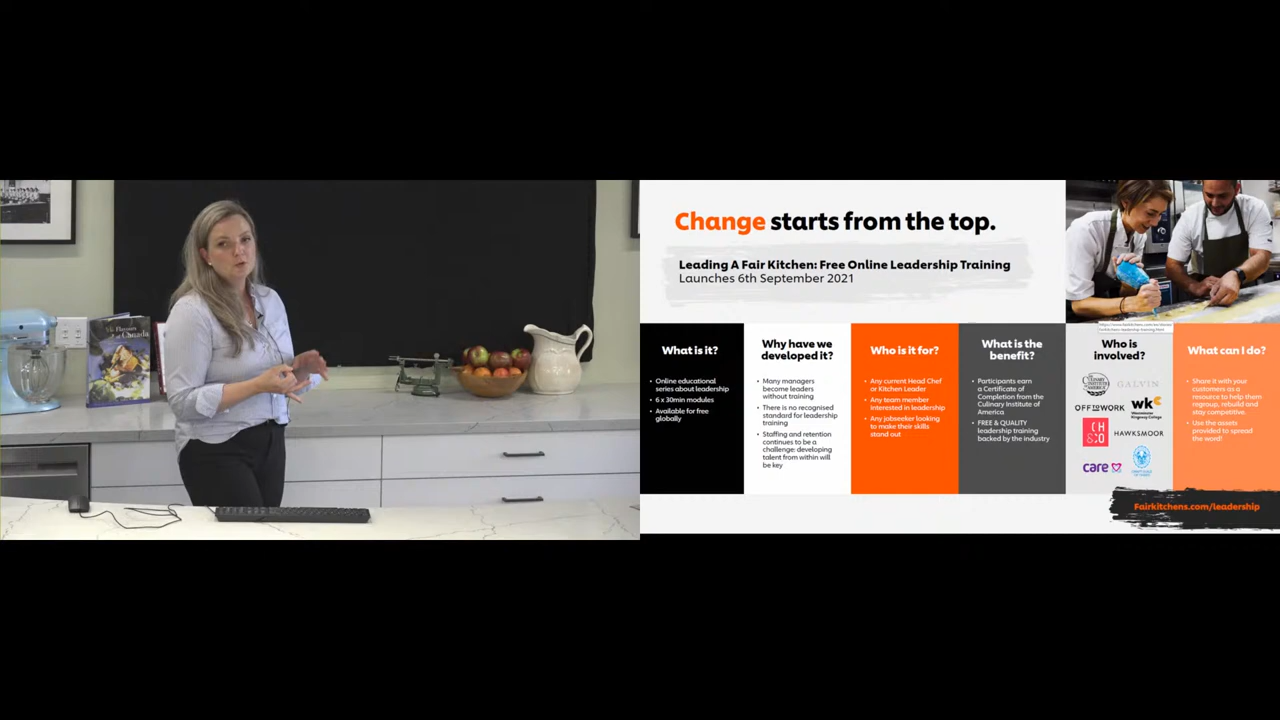 Flavours
of Canada
Change starts from the top.
Leading A Fair Kitchen: Free Online Leadership Training
Launches 6th September 2021
What is it?
• Online educational
series about leadership
• 6 x 30min modules
• Available for free
globally
Why have we
developed it?
• Many managers
become leaders
without training
• There is no recognised
standard for leadership
training
• Staffing and retention
continues to be a
challenge; developing
talent from within will
be key
Who is it for?
• Any current Head Chef
or Kitchen Leader
• Any team member
interested in leadership
• Any jobseeker looking
to make their skills
stand out
What is the
benefit?
• Participants earn
a Certificate of
Completion from the
Culinary Institute of
America
• FREE & QUALITY
leadership training
backed by the industry
Who is
involved?
GALVIN
OFF TO WORK
wk
Westminster
Kingsway College
CH
&CO
HAWKSMOOR
care
What can I do?
• Share it with your
customers as a
resource to help them
regroup, rebuild and
stay competitive.
• Use the assets
provided to spread
the word!
Fairkitchens.com/leadership